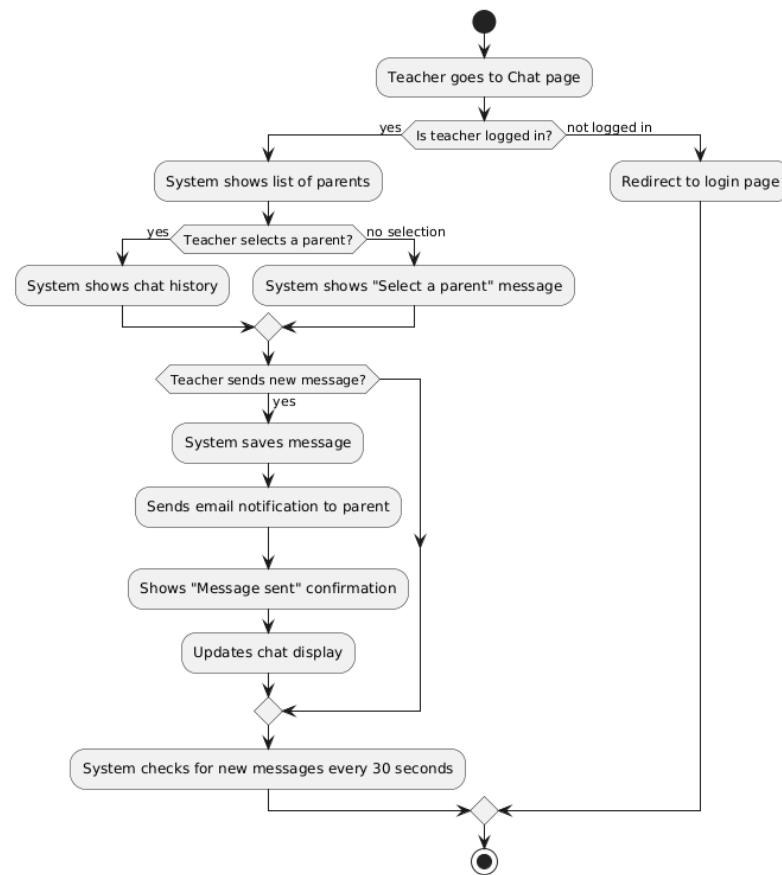 Teacher goes to Chat page
Is teacher logged in?
yes
not logged in
System shows list of parents
Redirect to login page
Teacher selects a parent?
yes
no selection
System shows chat history
System shows "Select a parent" message
Teacher sends new message?
yes
System saves message
Sends email notification to parent
Shows "Message sent" confirmation
Updates chat display
System checks for new messages every 30 seconds